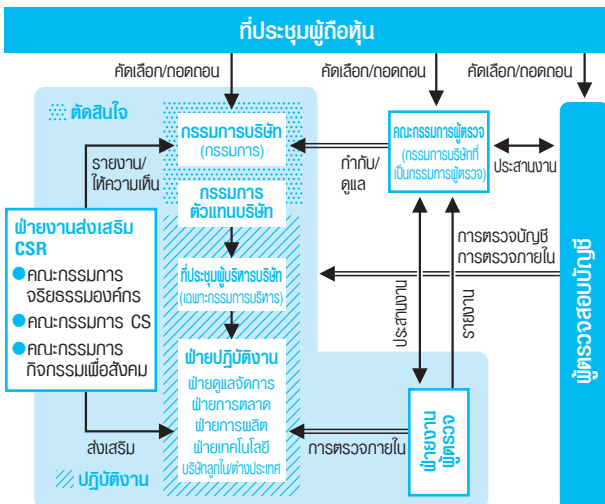 ที่ประชุมผู้ถือหุ้น
คัดเลือก/ถอดถอน
คัดเลือก/ถอดถอน
คัดเลือก/ถอดถอน
ตัดสินใจ
กรรมการบริษัท
(กรรมการ)
คณะกรรมการผู้ตรวจ
(กรรมการบริษัทที่
เป็นกรรมการผู้ตรวจ)
กำกับ/
ดูแล
ประสานงาน
รายงาน/
ให้ความเห็น
กรรมการ
ตัวแทนบริษัท
ฝ่ายงานส่งเสริม
CSR
●คณะกรรมการ
จริยธรรมองค์กร
●คณะกรรมการ CS
●คณะกรรมการ
กิจกรรมเพื่อสังคม
ที่ประชุมผู้บริหารบริษัท
(เฉพาะกรรมการบริหาร)
การตรวจบัญชี
การตรวจภายใน
ผู้ตรวจสอบบัญชี
ประสานงาน
รายงาน
ฝ่ายปฏิบัติงาน
ฝ่ายดูแลจัดการ
ฝ่ายการตลาด
ฝ่ายการผลิต
ฝ่ายเทคโนโลยี
บริษัทลูกใน/ต่างประเทศ
ส่งเสริม
การตรวจภายใน
ฝ่ายงาน
ผู้ตรวจ
ปฏิบัติงาน